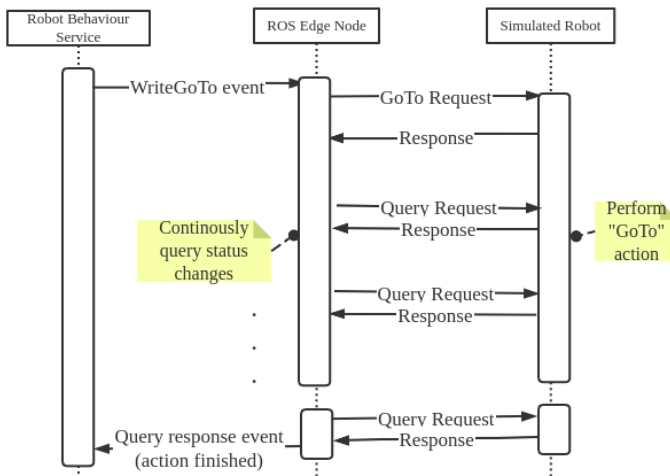 Robot Behaviour
Service
ROS Edge Node
Simulated Robot
WriteGoTo event
GoTo Request
Response
Query Request
Response
Continously
query status
changes
Perform
"GoTo"
action
Query Request
Response
.
.
.
Query Request
Response
Query response event
(action finished)